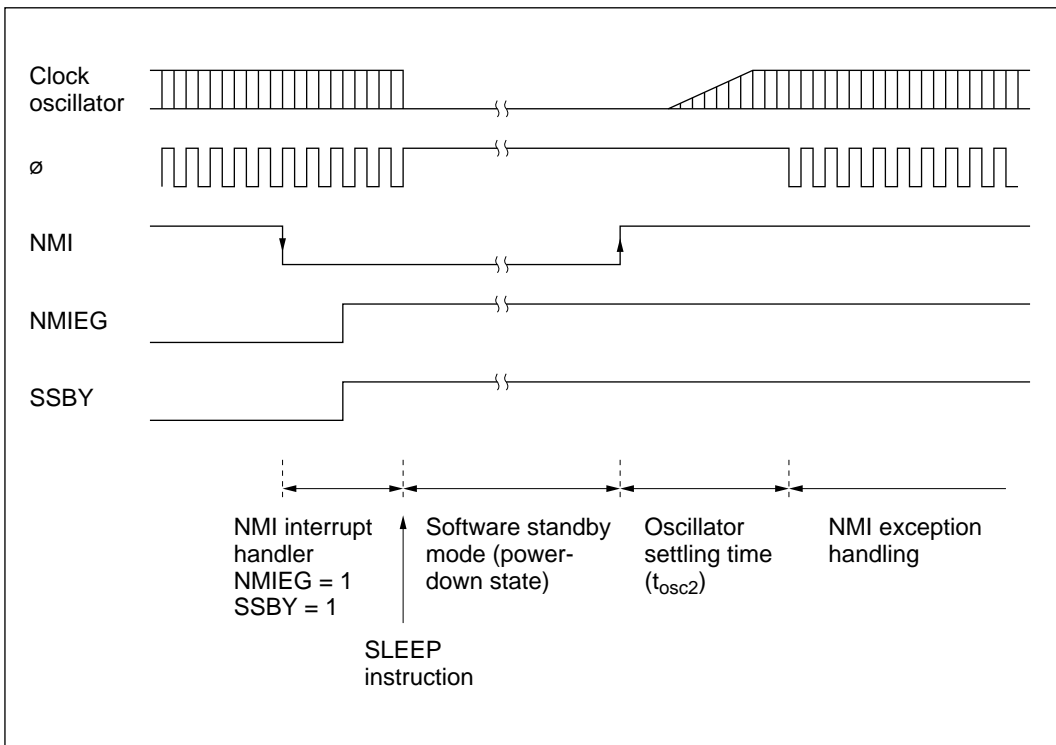 Clock
oscillator
ø
NMI
NMIEG
SSBY
NMI interrupt
handler
NMIEG = 1
SSBY = 1
Software standby
mode (power-
down state)
Oscillator
settling time
(tosc2)
NMI exception
handling
SLEEP
instruction